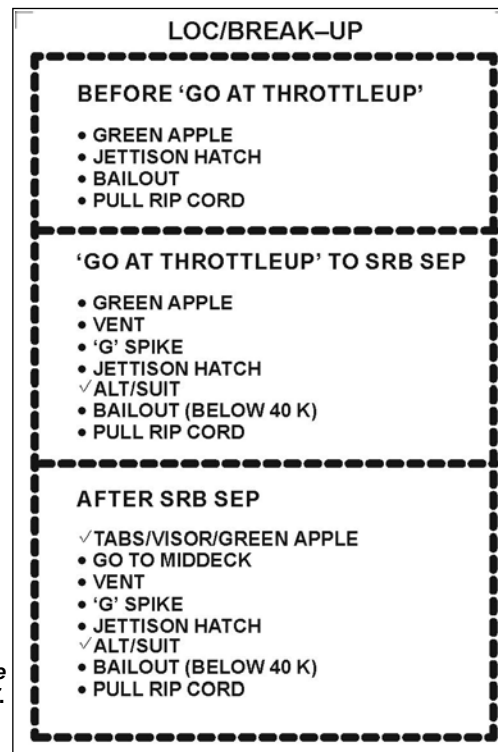 LOC/BREAK–UP
BEFORE ‘GO AT THROTTLEUP’
• GREEN APPLE
• JETTISON HATCH
• BAILOUT
• PULL RIP CORD
‘GO AT THROTTLEUP’ TO SRB SEP
• GREEN APPLE
• VENT
• ‘G’ SPIKE
• JETTISON HATCH
✓ALT/SUIT
• BAILOUT (BELOW 40 K)
• PULL RIP CORD
AFTER SRB SEP
✓TABS/VISOR/GREEN APPLE
• GO TO MIDDECK
• VENT
• ‘G’ SPIKE
• JETTISON HATCH
✓ALT/SUIT
• BAILOUT (BELOW 40 K)
• PULL RIP CORD